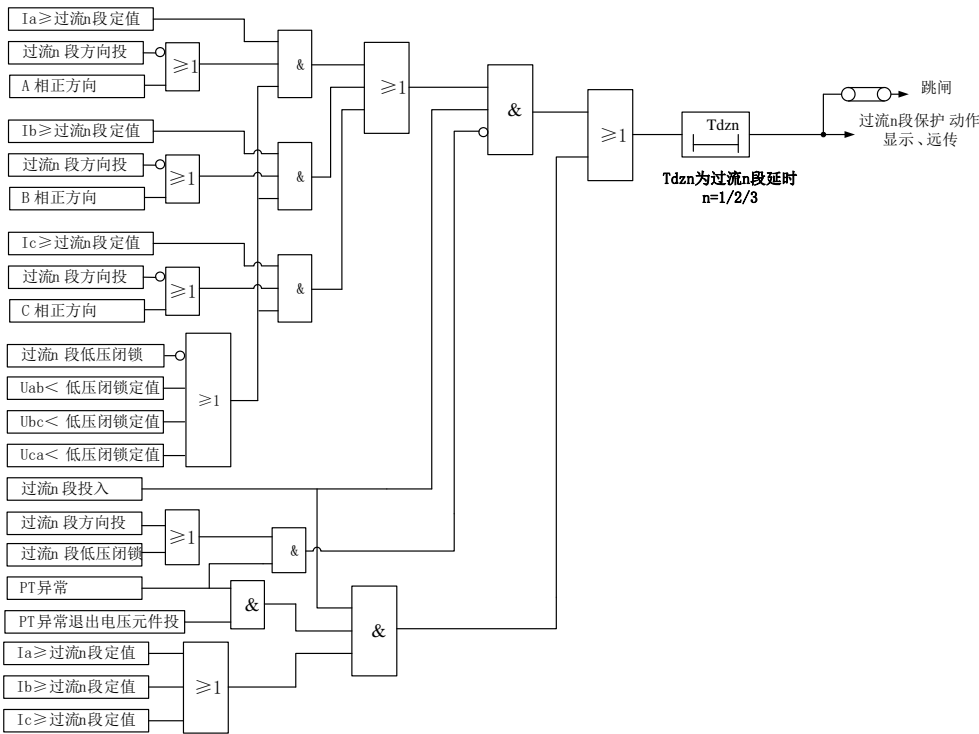 Ia≥过流n段定值
过流n 段方向投
≥1
A 相正方向
&
Ib≥过流n段定值
过流n 段方向投
≥1
B 相正方向
&
Ic≥过流n段定值
过流n 段方向投
≥1
C 相正方向
&
≥1
过流n 段低压闭锁
Uab< 低压闭锁定值
Ubc< 低压闭锁定值
Uca< 低压闭锁定值
≥1
过流n 段投入
过流n 段方向投
过流n 段低压闭锁
≥1
&
PT异常
PT异常退出电压元件投
&
Ia≥过流n段定值
Ib≥过流n段定值
Ic≥过流n段定值
≥1
&
&
≥1
Tdzn
Tdzn为过流n段延时
n=1/2/3
跳闸
过流n段保护 动作
显示、远传